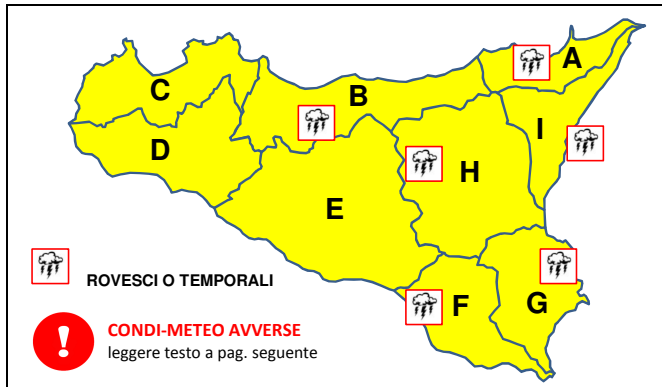 A
B
C
I
D
H
E
F
G
ROVESCI O TEMPORALI
!
CONDI-METEO AVVERSE
leggere testo a pag. seguente